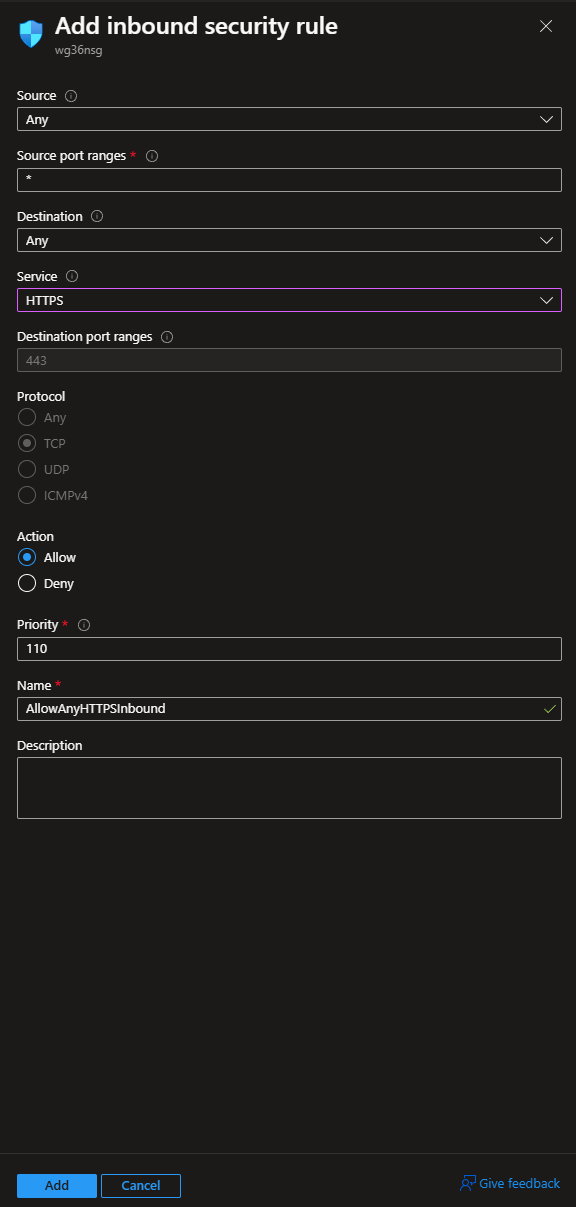 Add inbound security rule
wg36nsg
Source
Any
Source port ranges *
*
Destination
Any
Service
HTTPS
Destination port ranges
443
Protocol
Any
TCP
UDP
ICMPv4
Action
Allow
Deny
Priority *
110
Name *
AllowAnyHTTPSInbound
Description
Add Cancel Give feedback